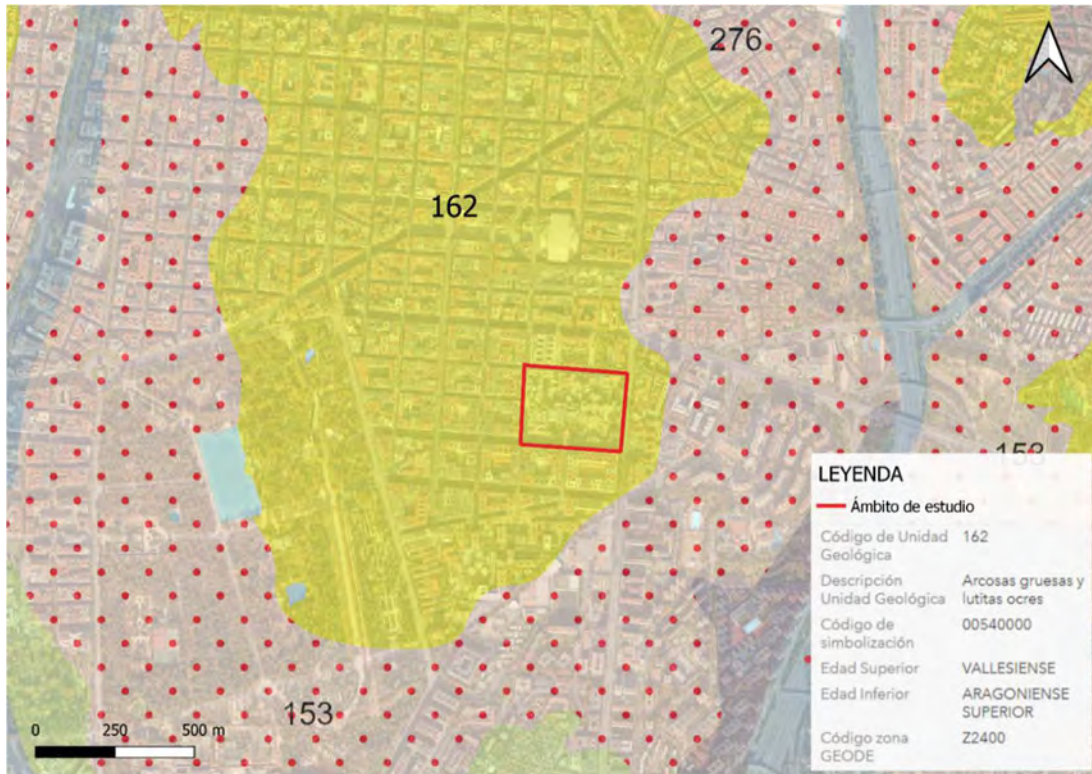 276
162
LEYENDA
Ámbito de estudio
Código de Unidad 162
Geológica
Descripción Arcosas gruesas y
Unidad Geológica lutitas ocres
Código de 00540000
simbolización
Edad Superior VALLESIENSE
Edad Inferior ARAGONIENSE
SUPERIOR
Código zona Z2400
GEODE
153
153
0 250 500 m